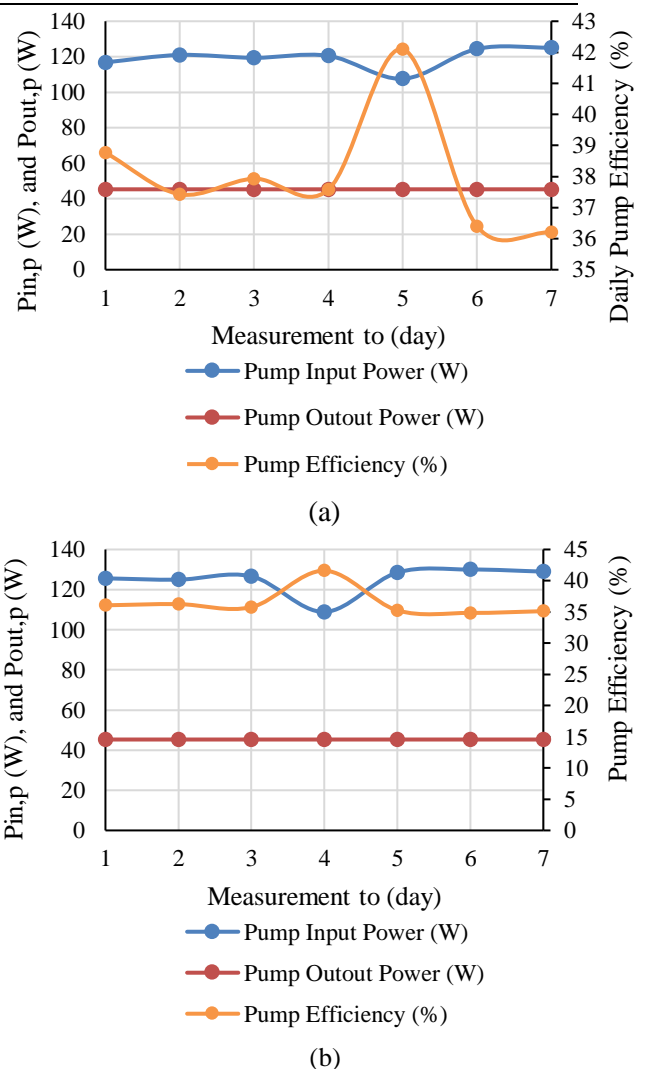 Pin,p (W), and Pout,p (W)
140
120
100
80
60
40
20
0
43
42
41
40
39
38
37
36
35
Daily Pump Efficiency (%)
1 2 3 4 5 6 7
Measurement to (day)
Pump Input Power (W)
Pump Outout Power (W)
Pump Efficiency (%)
(a)
Pin,p (W), and Pout,p (W)
140
120
100
80
60
40
20
0
45
40
35
30
25
20
15
10
5
0
Pump Efficiency (%)
1 2 3 4 5 6 7
Measurement to (day)
Pump Input Power (W)
Pump Outout Power (W)
Pump Efficiency (%)
(b)